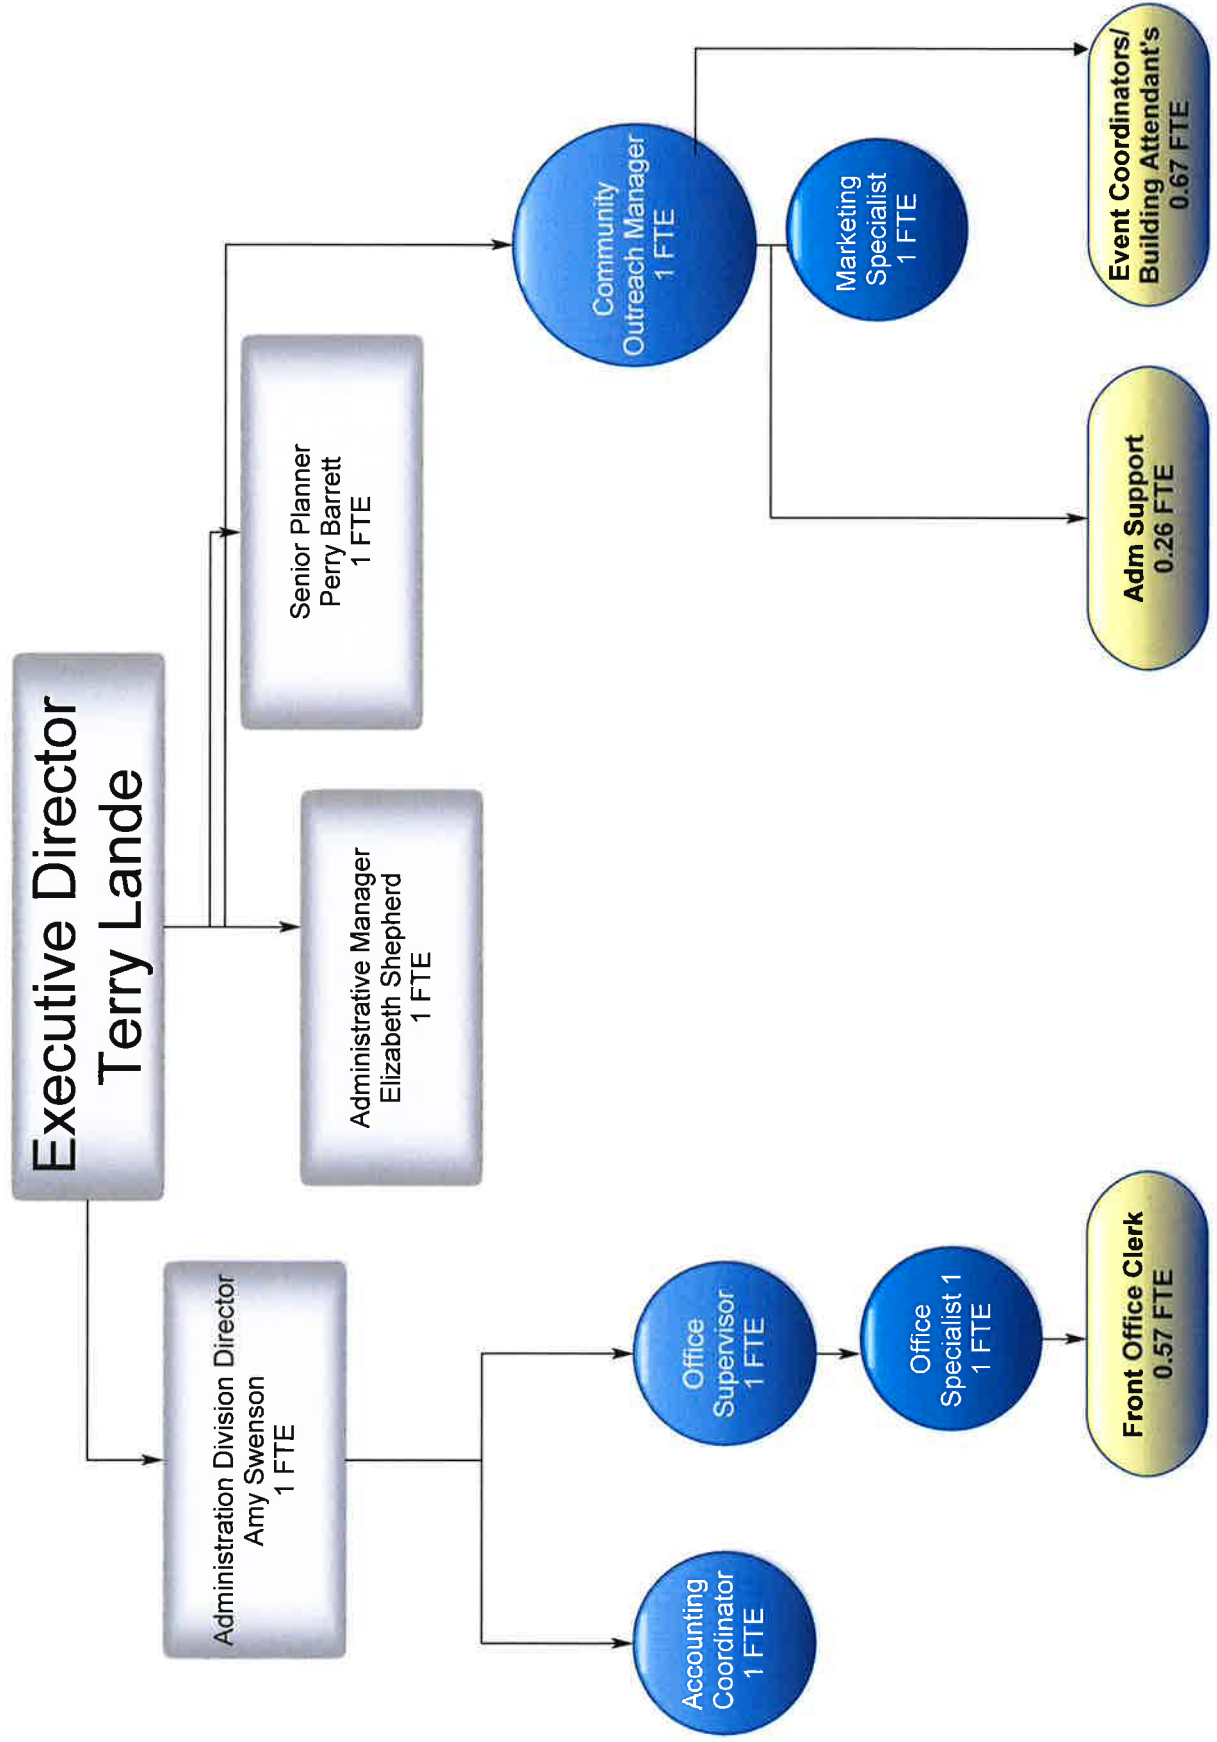 Executive Director
Terry Lande
Administration Division Director
Amy Swenson
1 FTE
Administrative Manager
Elizabeth Shepherd
1 FTE
Senior Planner
Perry Barrett
1 FTE
Accounting
Coordinator
1 FTE
Office
Supervisor
1 FTE
Community
Outreach Manager
1 FTE
Office
Specialist 1
1 FTE
Marketing
Specialist
1 FTE
Front Office Clerk
0.57 FTE
Adm Support
0.26 FTE
Event Coordinators/
Building Attendant's
0.67 FTE